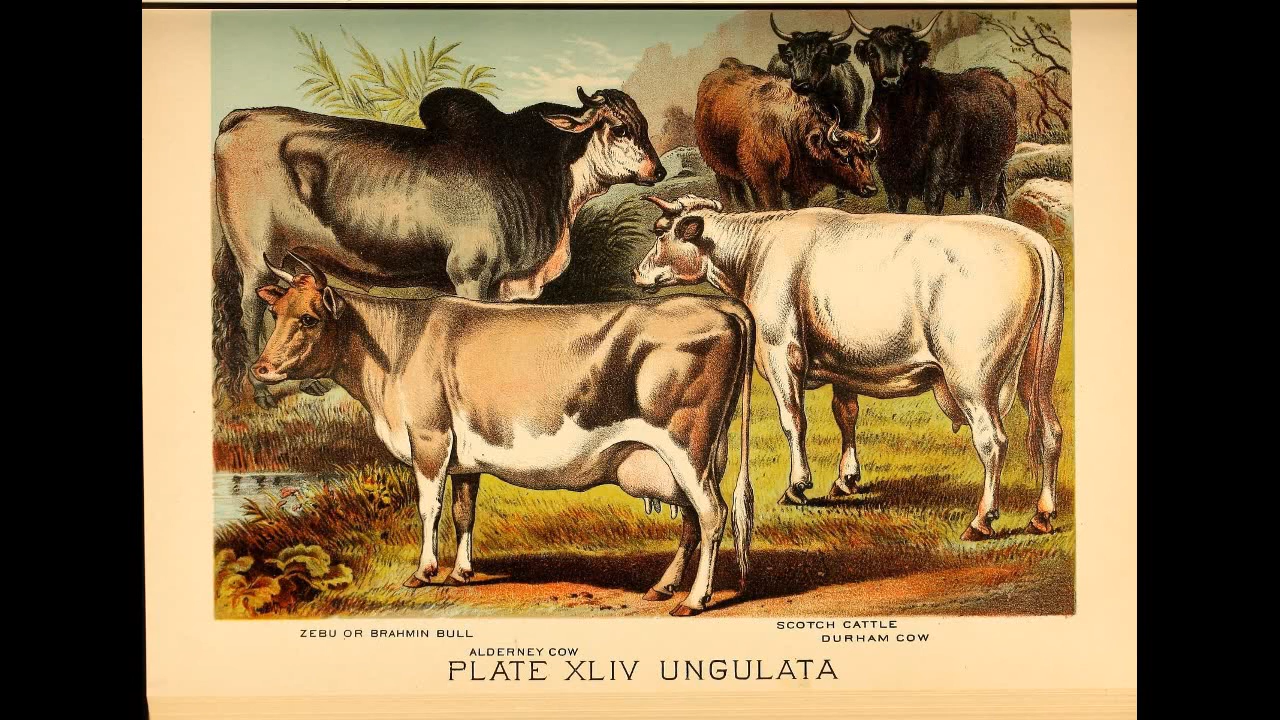 ZEBU OR BRAHMIN BULL
SCOTCH CATTLE
DURHAM COW
ALDERNEY COW
PLATE XLIV UNGULATA